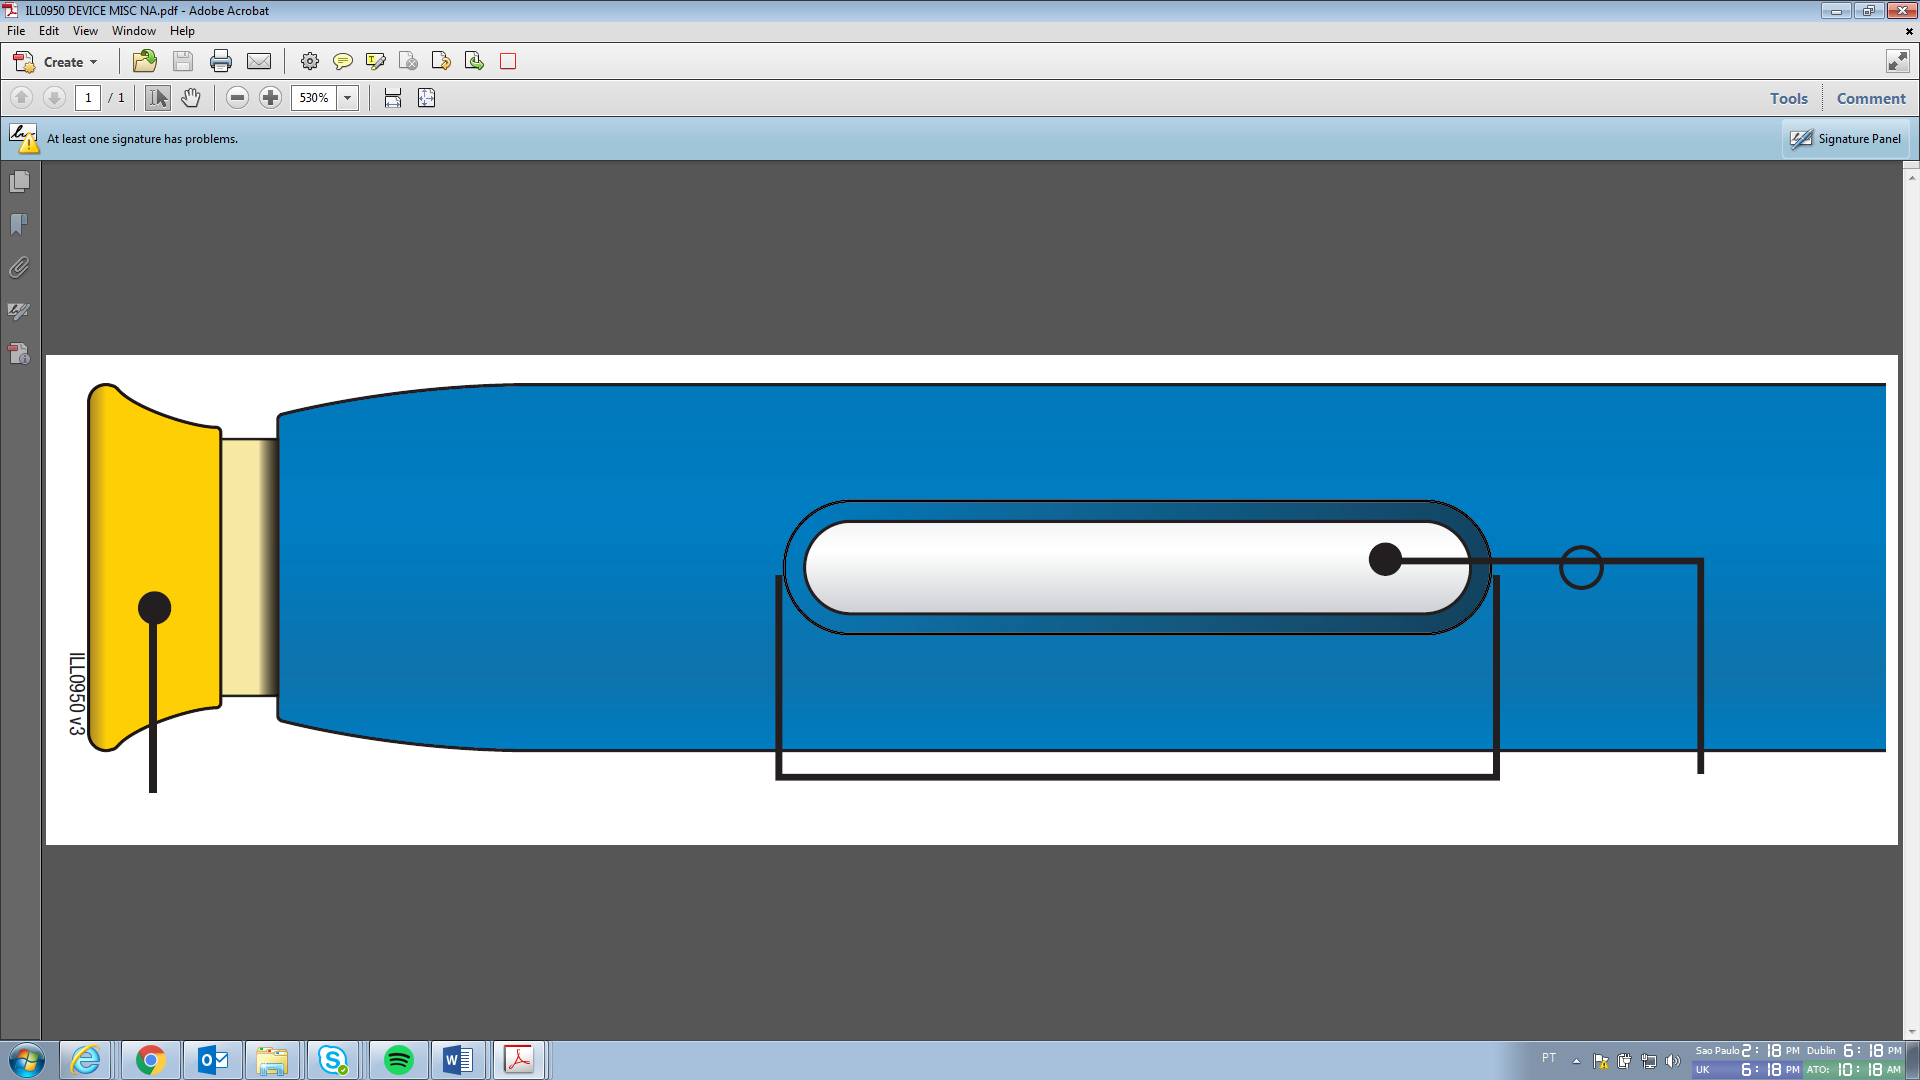 ILL0950 DEVICE MISC NA.pdf - Adobe Acrobat
File Edit View Window Help
Create
1 / 1 530% Tools Comment
At least one signature has problems. Signature Panel
ILL0950 v3
PT
Sao Paulo 2:18 PM Dublin 6:18 PM
UK 6:18 PM ATO: 10:18 AM